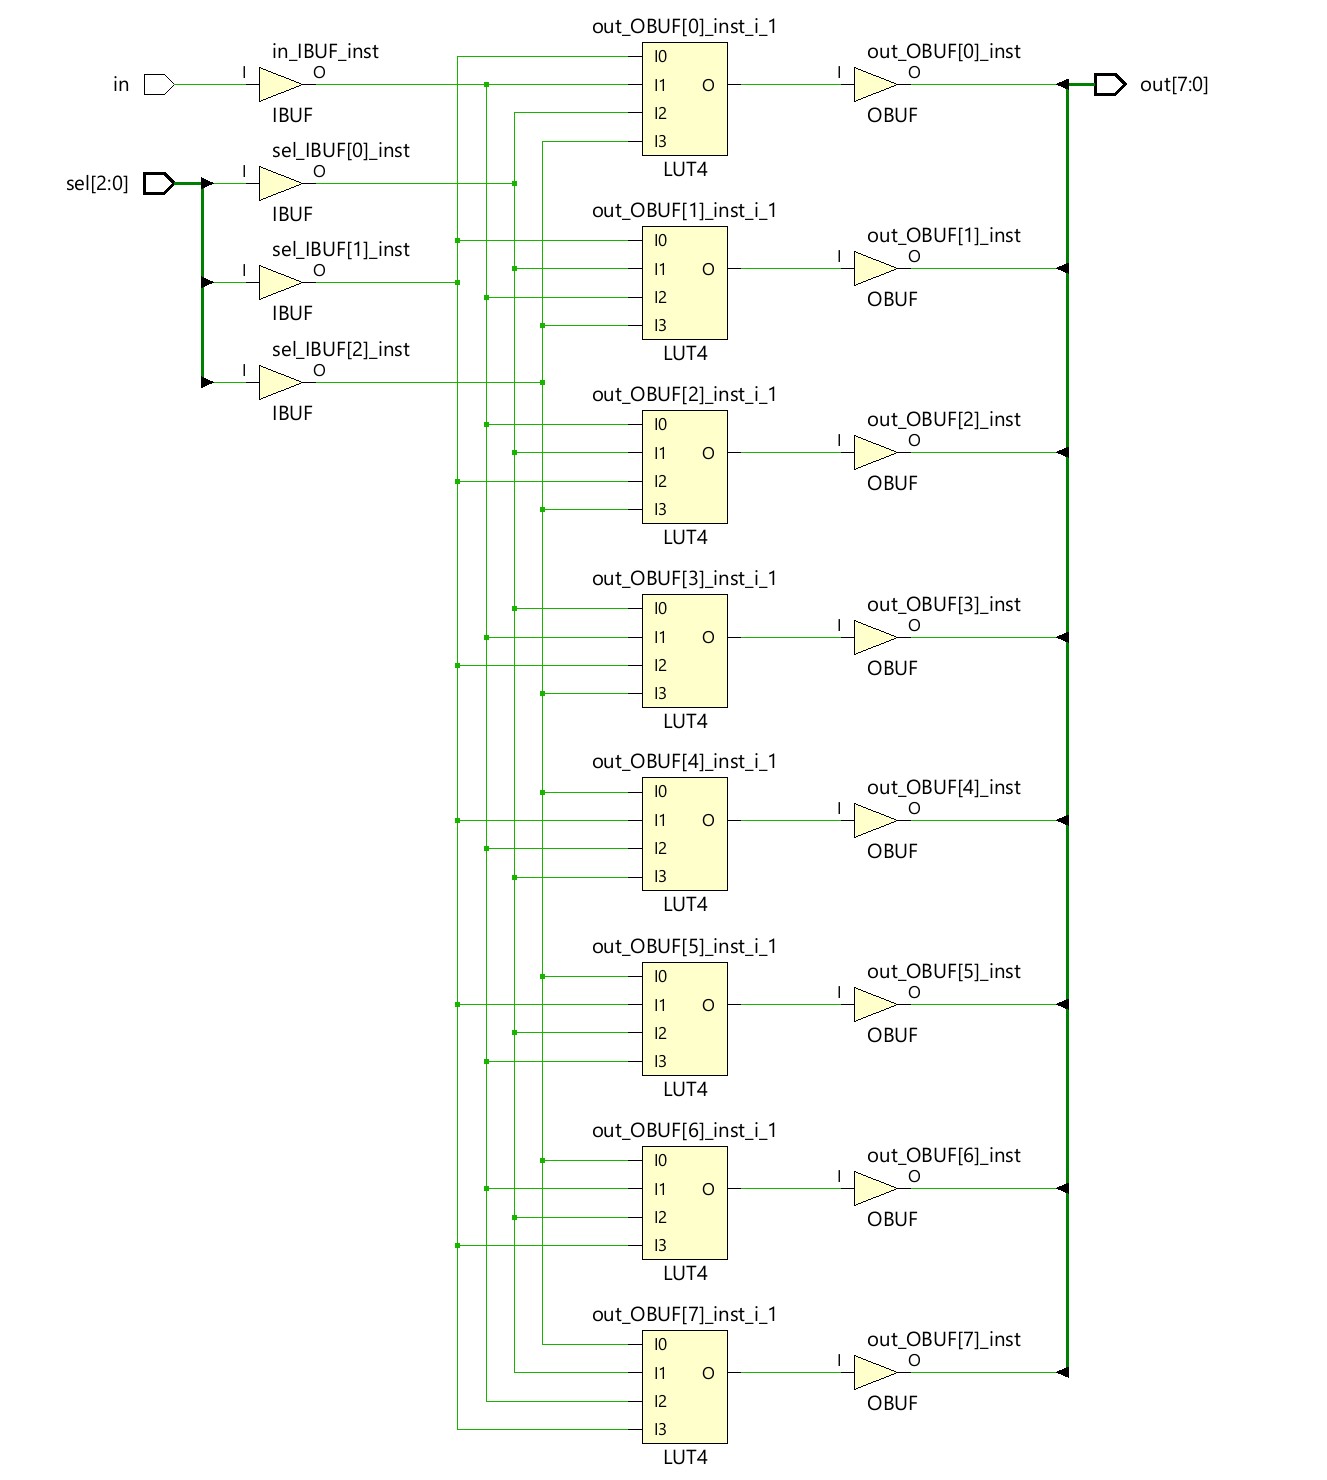 in
I
in_IBUF_inst
O
IBUF
sel[2:0]
I
sel_IBUF[0]_inst
O
IBUF
I
sel_IBUF[1]_inst
O
IBUF
I
sel_IBUF[2]_inst
O
IBUF
out_OBUF[0]_inst_i_1
I0
I1
I2
I3
O
LUT4
I
out_OBUF[0]_inst
O
OBUF
out[7:0]
out_OBUF[1]_inst_i_1
I0
I1
I2
I3
O
LUT4
I
out_OBUF[1]_inst
O
OBUF
out_OBUF[2]_inst_i_1
I0
I1
I2
I3
O
LUT4
I
out_OBUF[2]_inst
O
OBUF
out_OBUF[3]_inst_i_1
I0
I1
I2
I3
O
LUT4
I
out_OBUF[3]_inst
O
OBUF
out_OBUF[4]_inst_i_1
I0
I1
I2
I3
O
LUT4
I
out_OBUF[4]_inst
O
OBUF
out_OBUF[5]_inst_i_1
I0
I1
I2
I3
O
LUT4
I
out_OBUF[5]_inst
O
OBUF
out_OBUF[6]_inst_i_1
I0
I1
I2
I3
O
LUT4
I
out_OBUF[6]_inst
O
OBUF
out_OBUF[7]_inst_i_1
I0
I1
I2
I3
O
LUT4
I
out_OBUF[7]_inst
O
OBUF